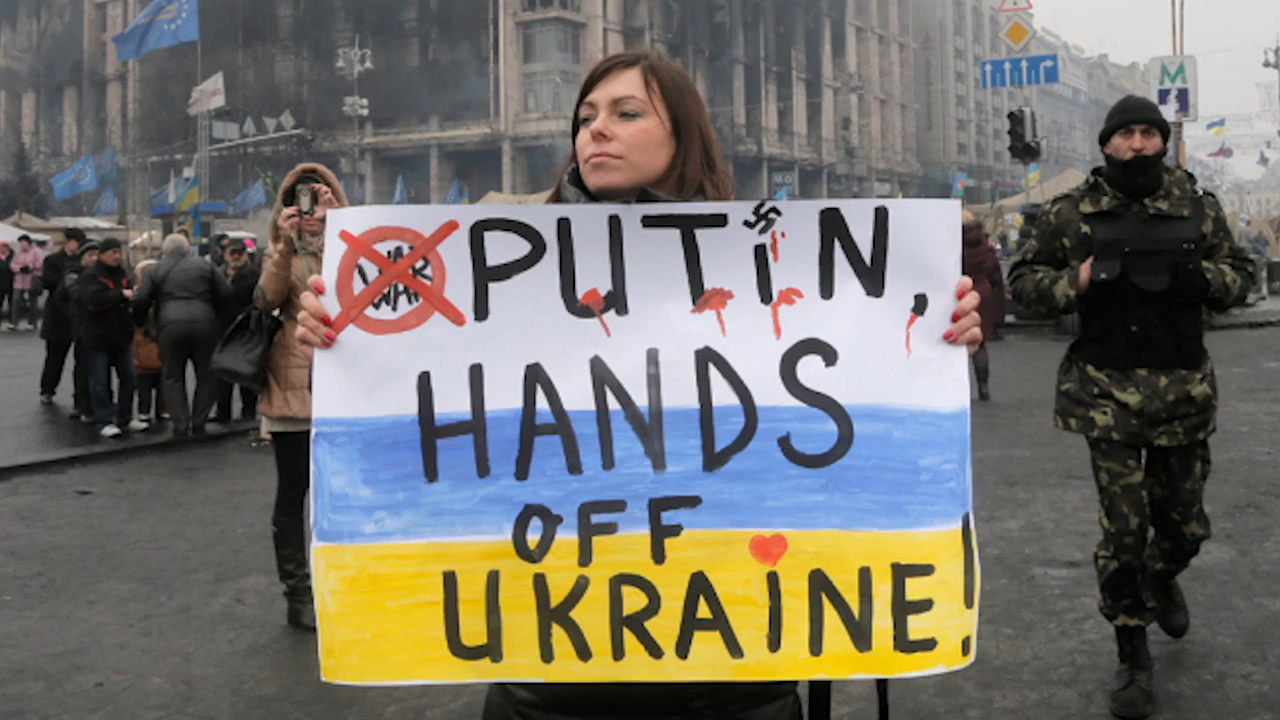 WAR
PUTiN,
HANDS
OFF
UKRAiNE!
M